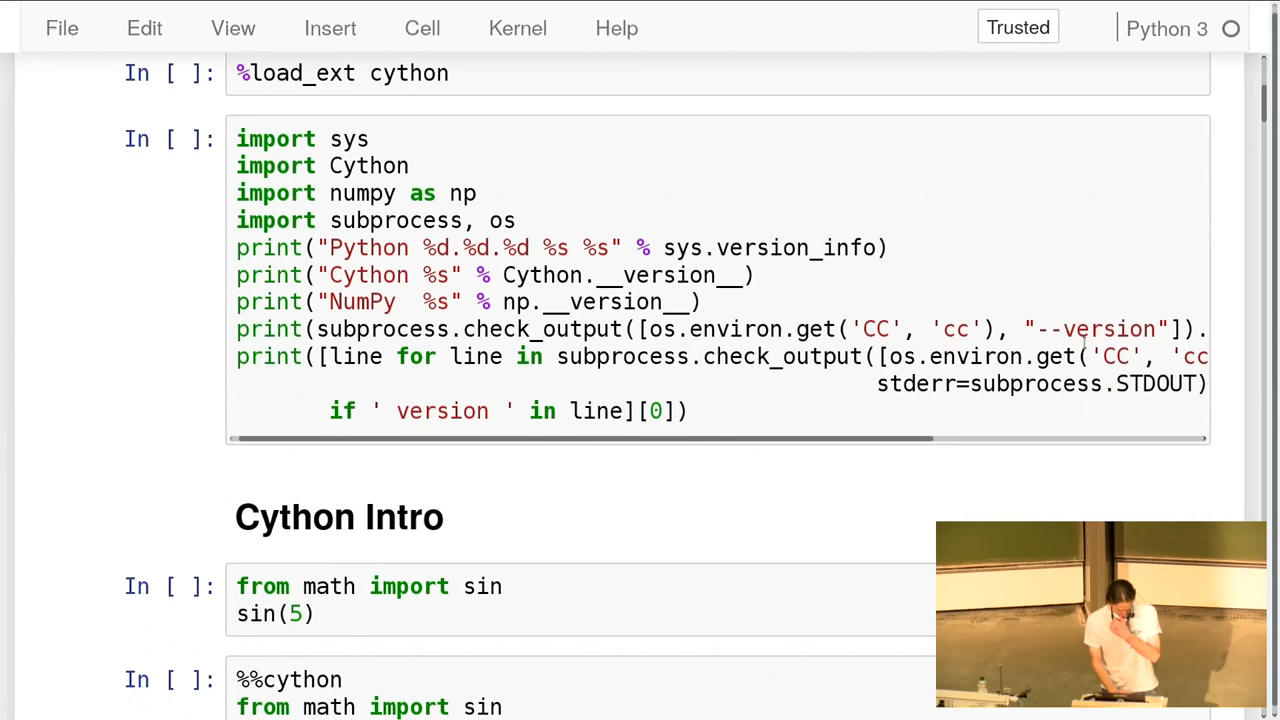 File Edit View Insert Cell Kernel Help Trusted Python 3
In [ ]: %load_ext cython
In [ ]: import sys
import Cython
import numpy as np
import subprocess, os
print("Python %d.%d.%d %s %s" % sys.version_info)
print("Cython %s" % Cython.__version__)
print("NumPy  %s" % np.__version__)
print(subprocess.check_output([os.environ.get('CC', 'cc'), "--version"]).
print([line for line in subprocess.check_output([os.environ.get('CC', 'cc
stderr=subprocess.STDOUT)
if ' version ' in line][0])
Cython Intro
In [ ]: from math import sin
sin(5)
In [ ]: %%cython
from math import sin